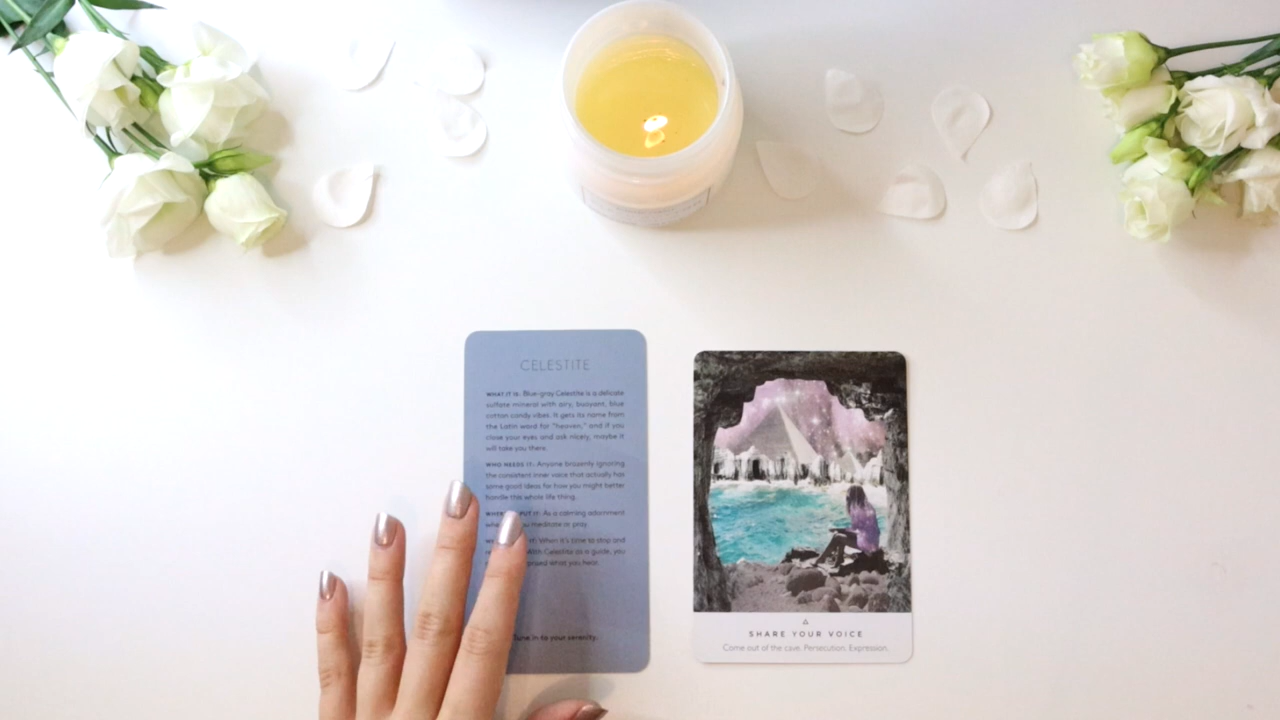 CELESTITE
WHAT IT IS: Blue-gray Celestite is a delicate
sulfate mineral with airy, buoyant, blue
cotton candy vibes. It gets its name from
the Latin word for "heaven," and if you
close your eyes and ask nicely, maybe it
will take you there.
WHO NEEDS IT: Anyone brazenly ignoring
the consistent inner voice that actually has
some good ideas for how you might better
handle this whole life thing.
PUT IT: As a calming adornment
you meditate or pray.
When it's time to stop and
With Celestite as a guide, you
what you hear.
Tune in to your serenity.
SHARE YOUR VOICE
Come out of the cave. Persecution. Expression.